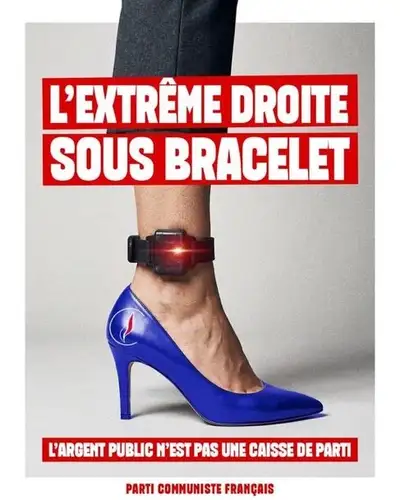 L'EXTRÊME DROITE
SOUS BRACELET
L'ARGENT PUBLIC N'EST PAS UNE CAISSE DE PARTI
PARTI COMMUNISTE FRANÇAIS